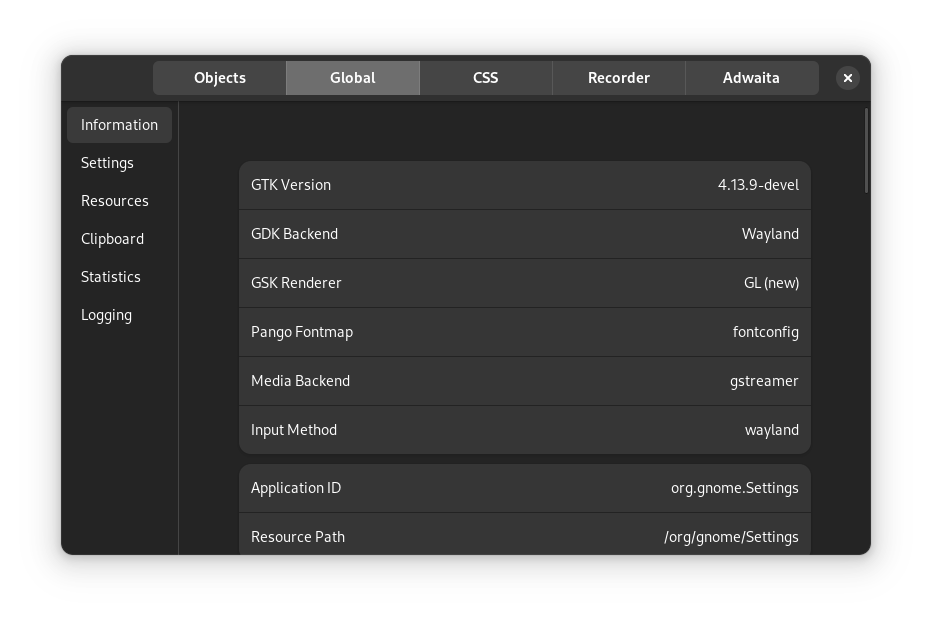 Objects Global CSS Recorder Adwaita
Information
Settings
Resources
Clipboard
Statistics
Logging
GTK Version 4.13.9-devel
GDK Backend Wayland
GSK Renderer GL (new)
Pango Fontmap fontconfig
Media Backend gstreamer
Input Method wayland
Application ID org.gnome.Settings
Resource Path /org/gnome/Settings